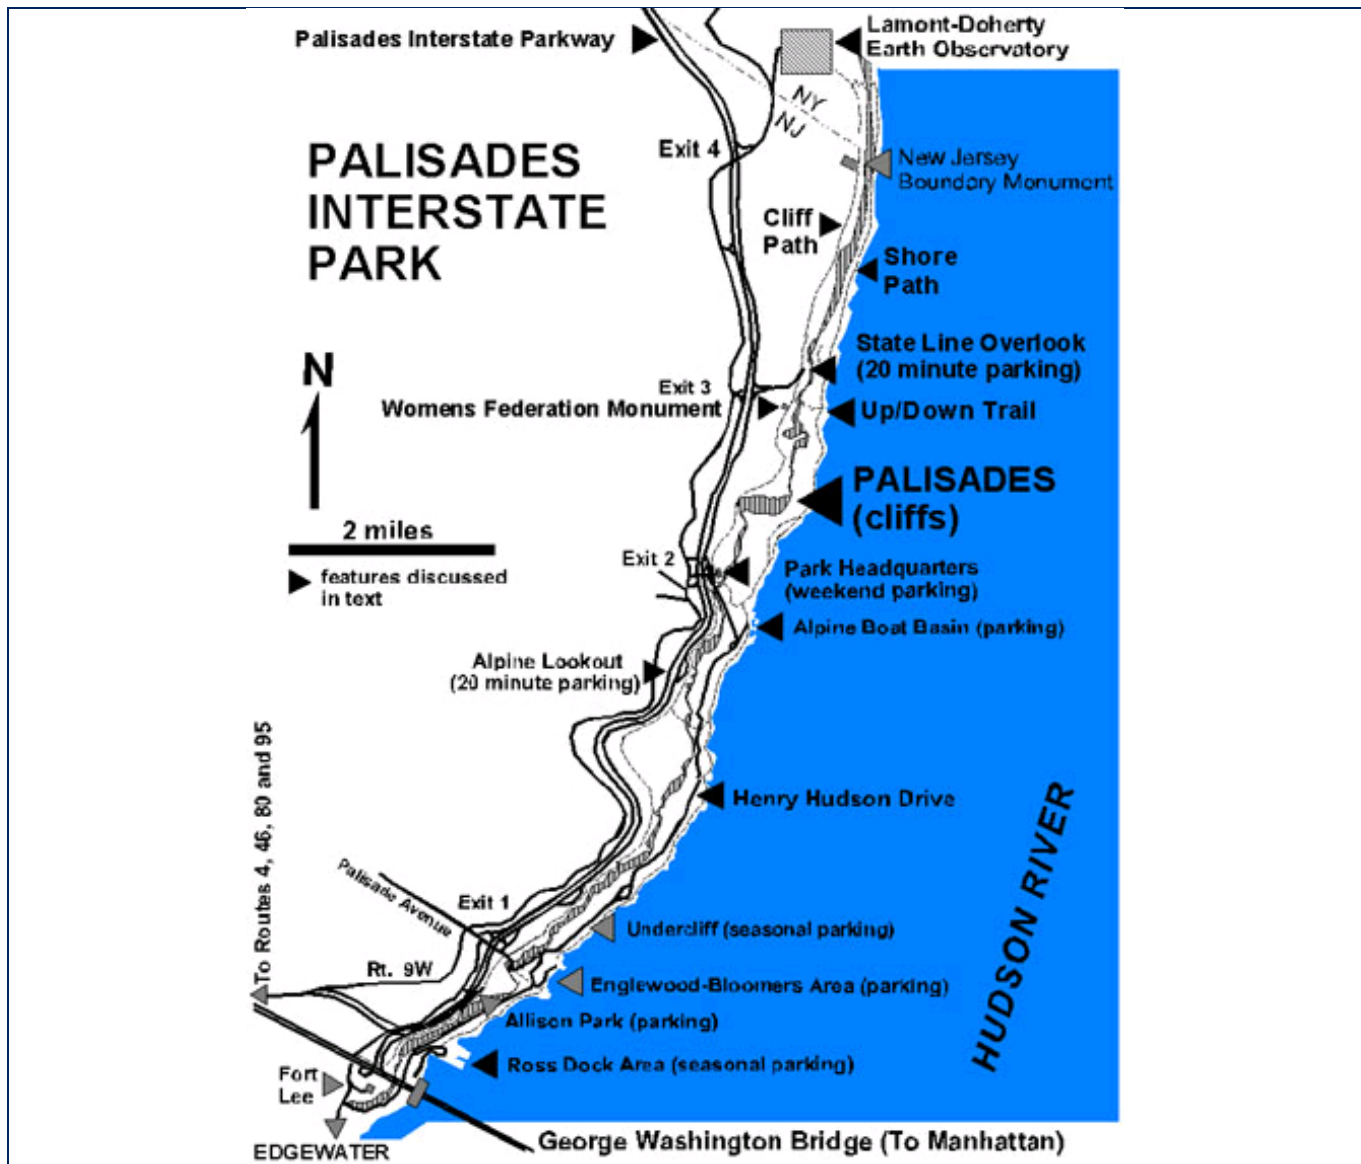 Palisades Interstate Parkway
Lamont-Doherty
Earth Observatory
NY
NJ
Exit 4
PALISADES
INTERSTATE
PARK
New Jersey
Boundary Monument
Cliff
Path
Shore
Path
State Line Overlook
(20 minute parking)
N
Exit 3
Womens Federation Monument
Up/Down Trail
PALISADES
(cliffs)
2 miles
Exit 2
features discussed
in text
Park Headquarters
(weekend parking)
Alpine Boat Basin (parking)
Alpine Lookout
(20 minute parking)
To Routes 4, 46, 80 and 95
Henry Hudson Drive
HUDSON RIVER
Palisade Avenue
Exit 1
Undercliff (seasonal parking)
Rt. 9W
Englewood-Bloomers Area (parking)
Allison Park (parking)
Ross Dock Area (seasonal parking)
Fort
Lee
George Washington Bridge (To Manhattan)
EDGEWATER